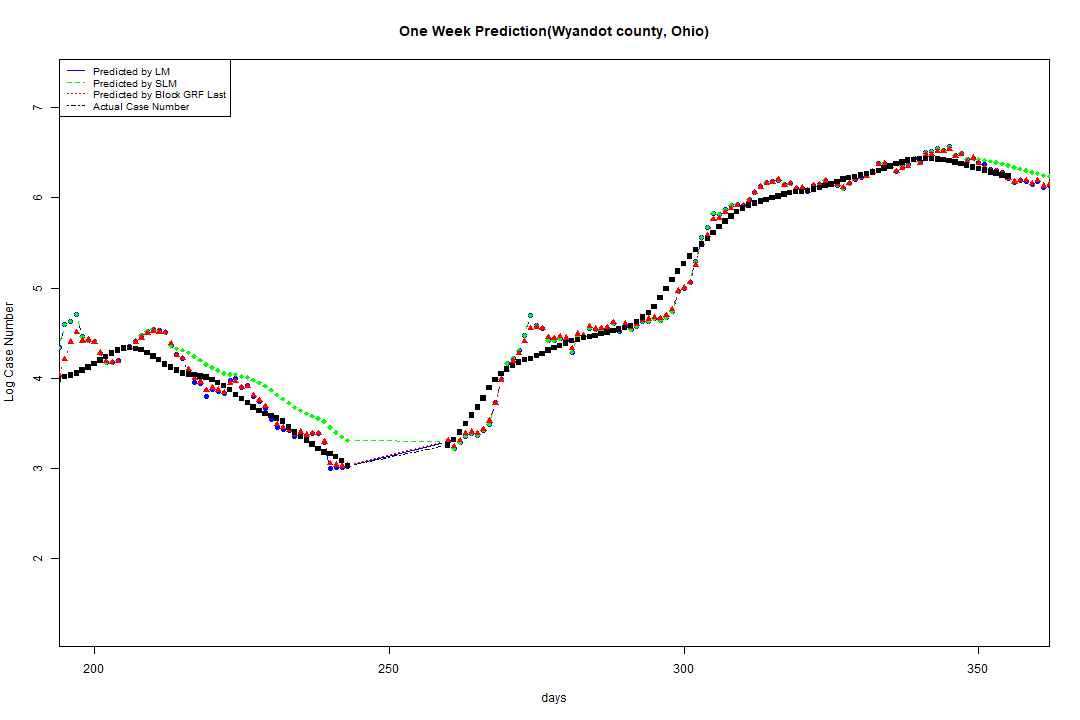 One Week Prediction(Wyandot county, Ohio)
Predicted by LM
Predicted by SLM
Predicted by Block GRF Last
Actual Case Number
7
6
5
4
3
2
Log Case Number
200
250
300
350
days